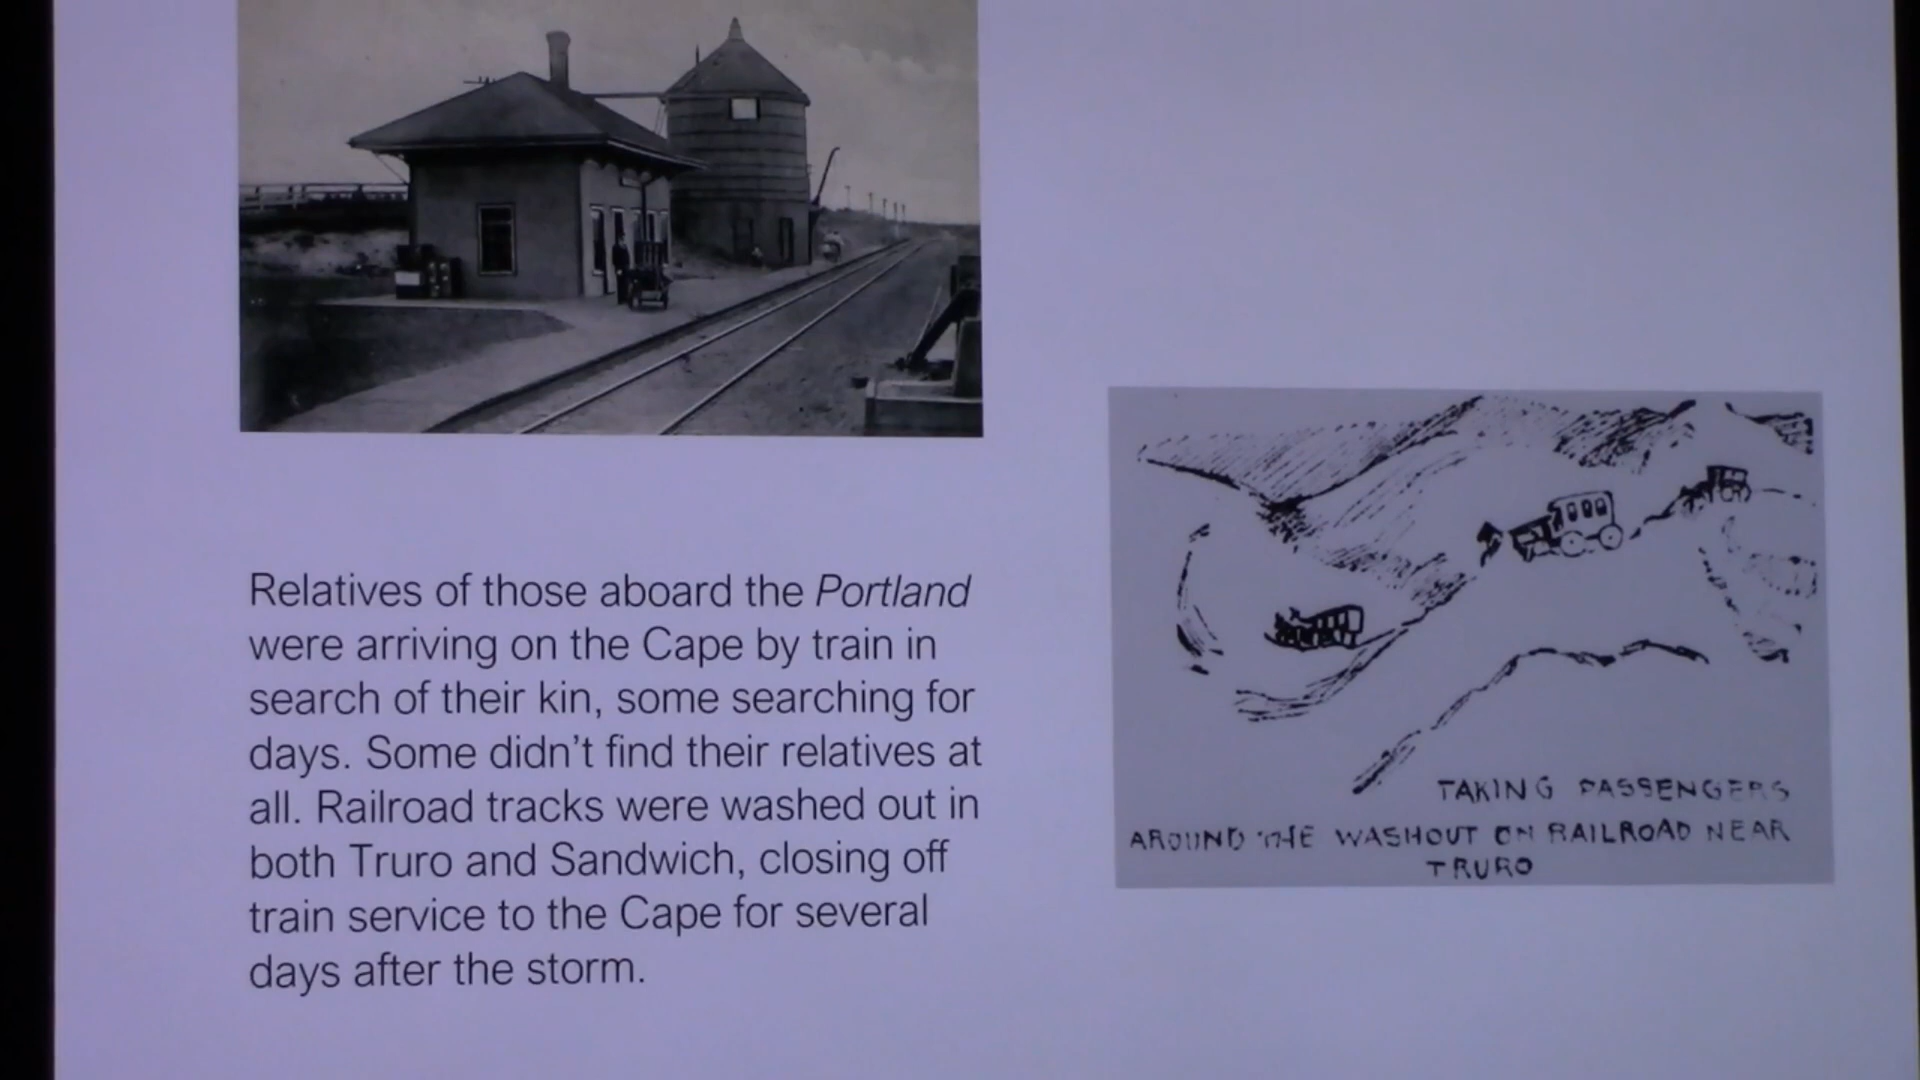 Relatives of those aboard the Portland
were arriving on the Cape by train in
search of their kin, some searching for
days. Some didn't find their relatives at
all. Railroad tracks were washed out in
both Truro and Sandwich, closing off
train service to the Cape for several
days after the storm.
TAKING PASSENGERS
AROUND THE WASHOUT ON RAILROAD NEAR
TRURO